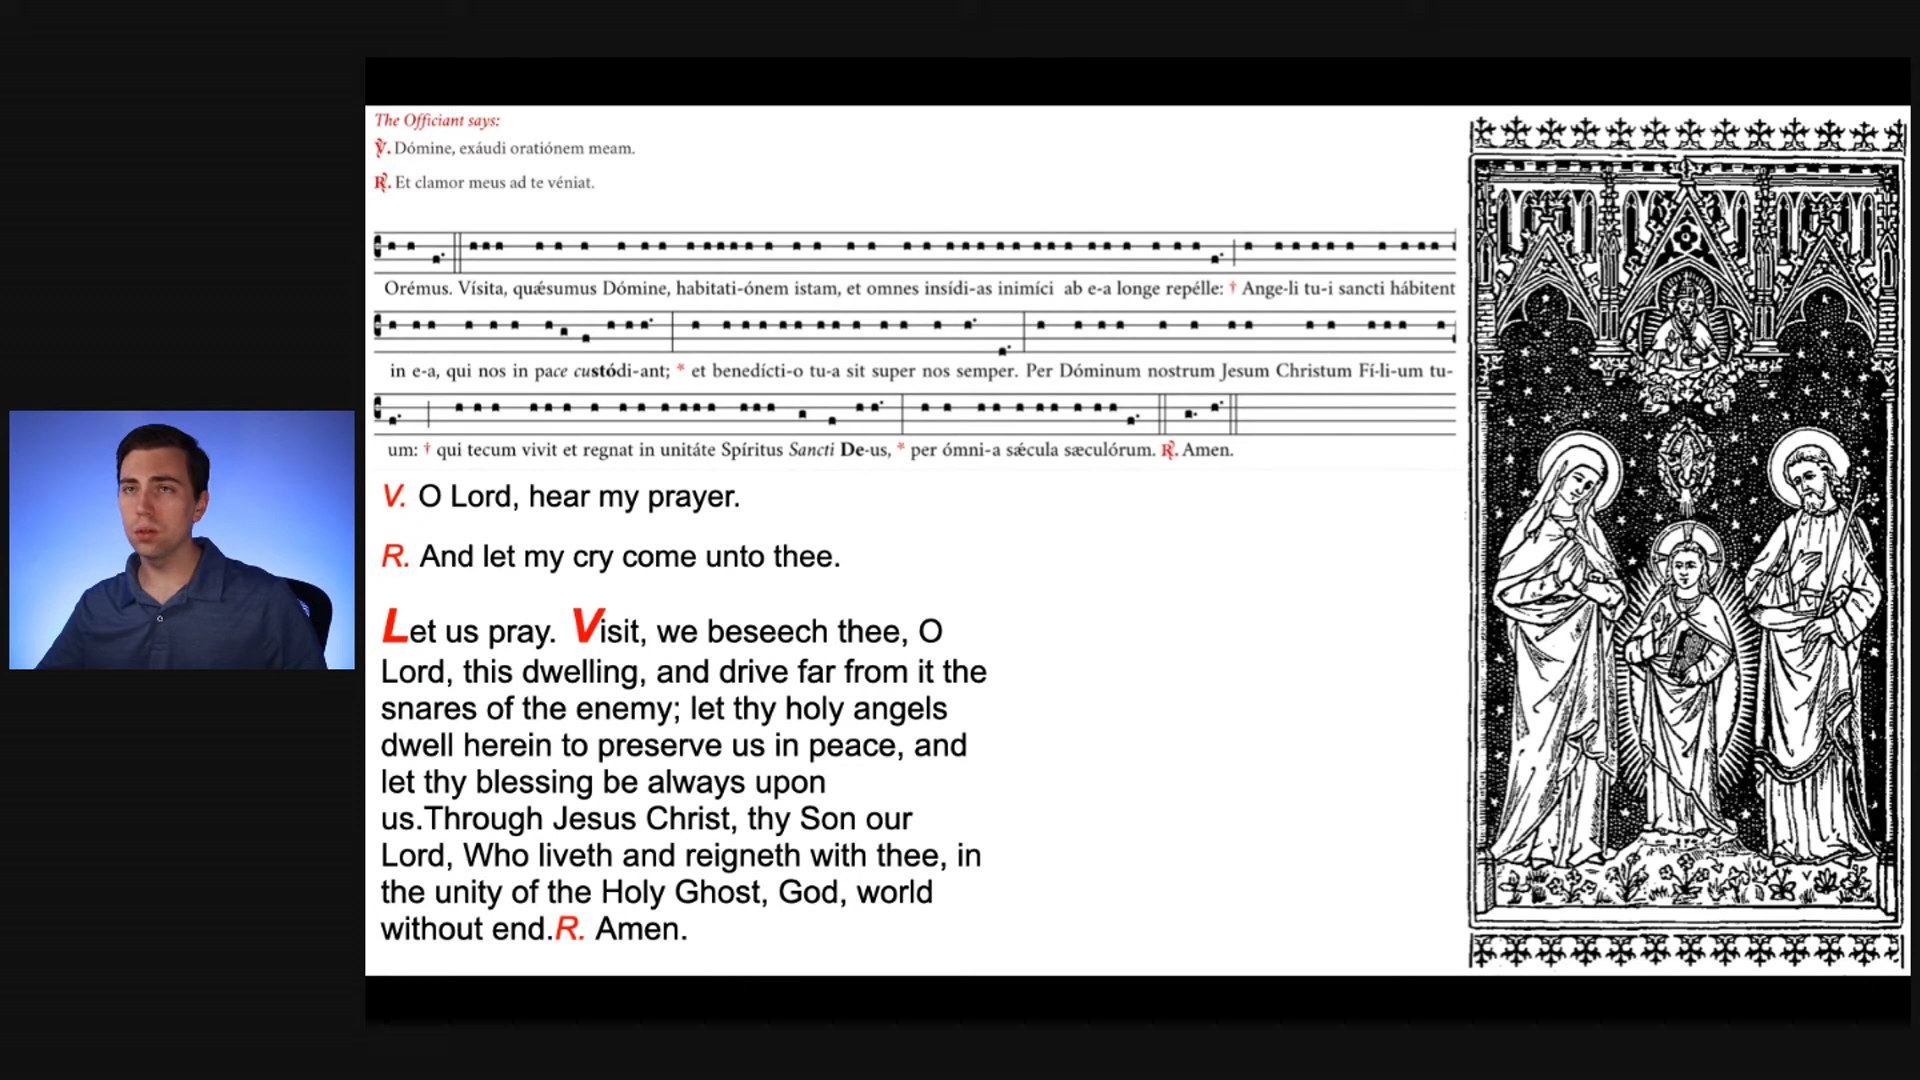 The Officiant says:
℣. Dómine, exáudi oratiónem meam.
℟. Et clamor meus ad te véniat.
Orémus. Vísita, quǽsumus Dómine, habitati-ónem istam, et omnes insídi-as inimíci ab e-a longe repélle: † Ange-li tu-i sancti hábitent
in e-a, qui nos in pace custódi-ant; * et benedícti-o tu-a sit super nos semper. Per Dóminum nostrum Jesum Christum Fí-li-um tu-
um: † qui tecum vivit et regnat in unitáte Spíritus Sancti De-us, * per ómni-a sǽcula sæculórum. ℟. Amen.
V. O Lord, hear my prayer.
R. And let my cry come unto thee.
Let us pray. Visit, we beseech thee, O
Lord, this dwelling, and drive far from it the
snares of the enemy; let thy holy angels
dwell herein to preserve us in peace, and
let thy blessing be always upon
us.Through Jesus Christ, thy Son our
Lord, Who liveth and reigneth with thee, in
the unity of the Holy Ghost, God, world
without end.R. Amen.